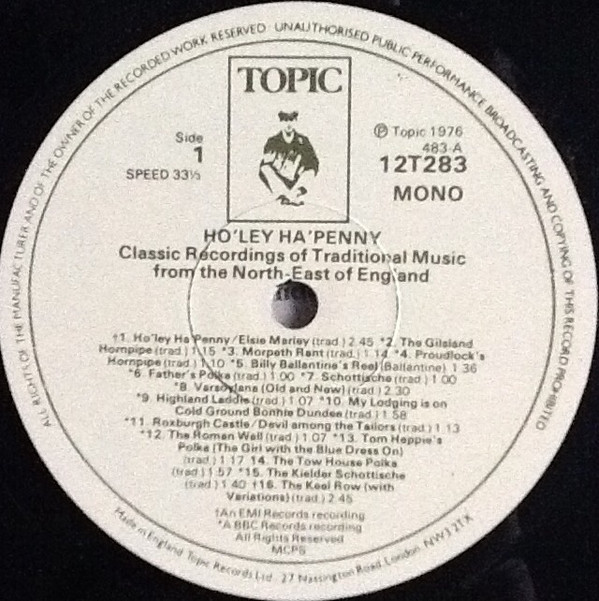 ALL RIGHTS OF THE MANUFACTURER AND OF THE OWNER OF THE RECORDED WORK RESERVED · UNAUTHORISED PUBLIC PERFORMANCE BROADCASTING AND COPYING OF THIS RECORD PROHIBITED
TOPIC
Side
1
SPEED 33⅓
℗ Topic 1976
483-A
12T283
MONO
HO'LEY HA'PENNY
Classic Recordings of Traditional Music
from the North-East of England
†1. Ho'ley Ha'Penny/Elsie Marley (trad.) 2.45 *2. The Gilsland
Hornpipe (trad.) 1.15 *3. Morpeth Rant (trad.) 1.14 *4. Proudlock's
Hornpipe (trad.) 1.10 *5. Billy Ballantine's Reel (Ballantine) 1 36
*6. Father's Polka (trad.) 1 00 *7. Schottische (trad) 1 00
*8. Varsovíana (Old and New) (trad.) 2.30
*9. Highland Laddie (trad.) 1 07 *10. My Lodging is on
Cold Ground Bonnie Dundee (trad.) 1 58
*11. Roxburgh Castle/Devil among the Tailors (trad.) 1 13
*12. The Roman Wall (trad.) 1 07 *13. Tom Hepple's
Polka (The Girl with the Blue Dress On)
(trad.) 1 17 14. The Tow House Polka
(trad.) 1 57 *15. The Kielder Schottische
(trad.) 1 40 †16. The Keel Row (with
Variations) (trad.) 2 45
†An EMI Records recording
*A BBC Records recording
All Rights Reserved
MCPS
Made in England Topic Records Ltd. 27 Nassington Road London NW3 2TX